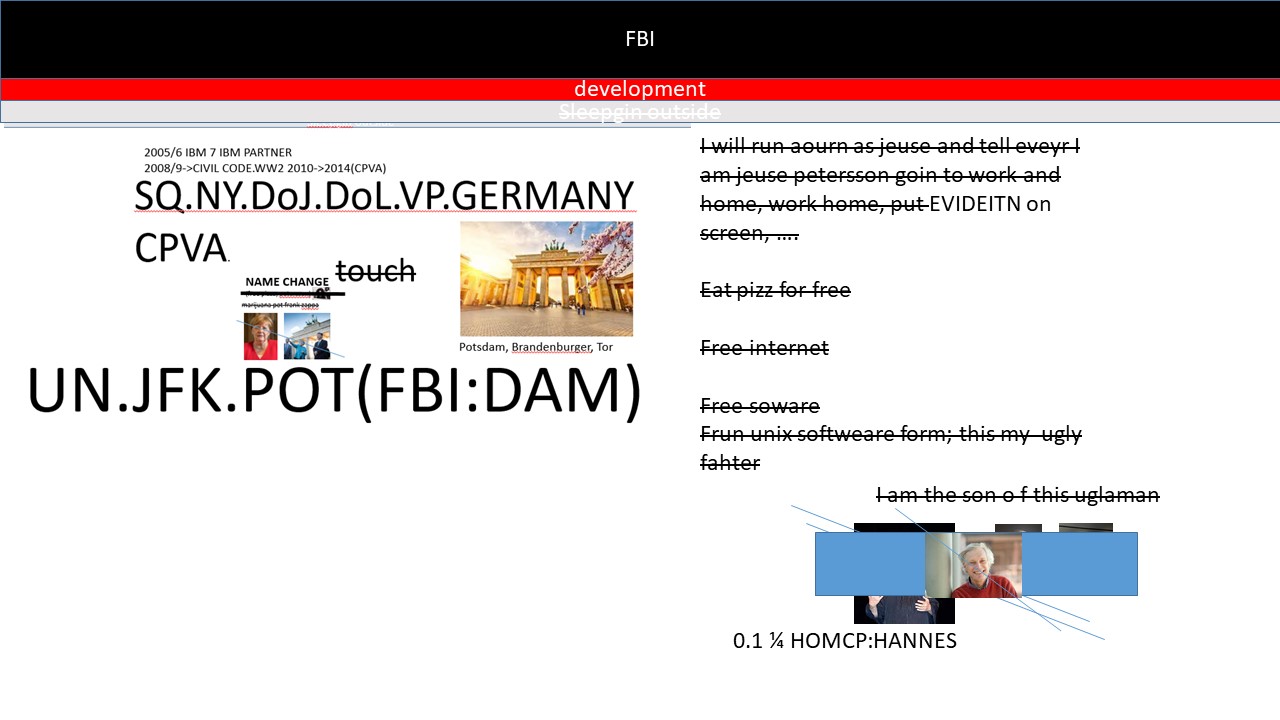 FBI
development
Sleepgin outside
2005/6 IBM 7 IBM PARTNER
2008/9->CIVIL CODE.WW2 2010->2014(CPVA)
SQ.NY.DoJ.DoL.VP.GERMANY
CPVA.
touch
NAME CHANGE
marijuana pot frank zappa
Potsdam, Brandenburger, Tor
UN.JFK.POT(FBI:DAM)
I will run aourn as jeuse and tell eveyr I
am jeuse petersson goin to work and
home, work home, put EVIDEITN on
screen, ....
Eat pizz for free
Free internet
Free soware
Frun unix softweare form; this my ugly
fahter
I am the son o f this uglaman
0.1 ¼ HOMCP:HANNES